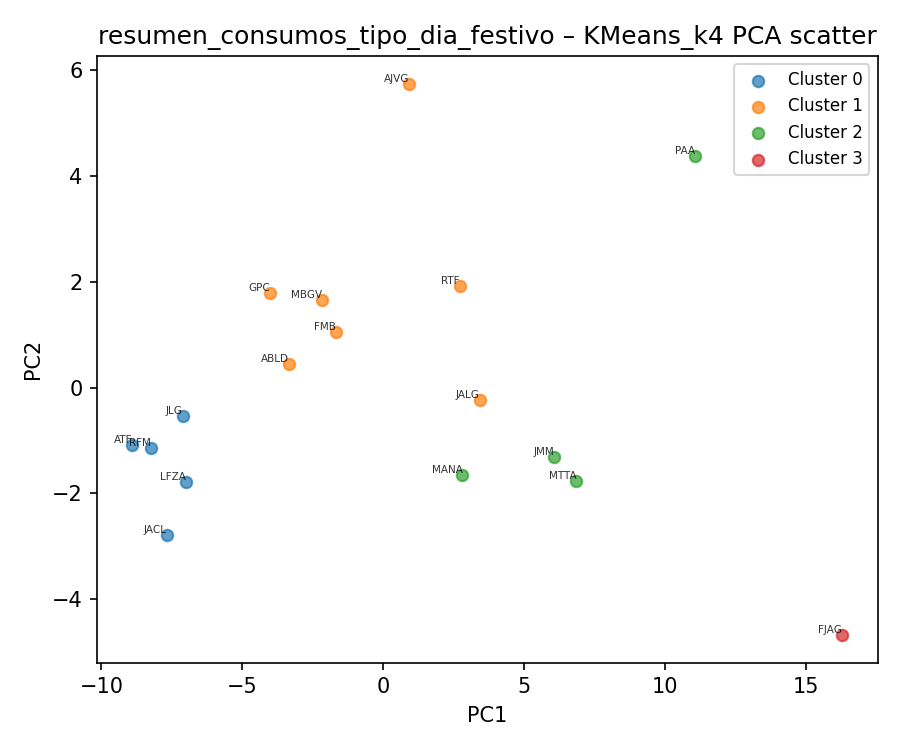 resumen_consumos_tipo_dia_festivo – KMeans_k4 PCA scatter
Cluster 0
Cluster 1
Cluster 2
Cluster 3
PC2
6
4
2
0
−2
−4
AJVG
PAA
GPC
MBGV
RTF
FMB
ABLD
JALG
JLG
RFM
LFZA
JACL
JMM
MANA
MTTA
FJAG
−10
−5
0
5
10
15
PC1